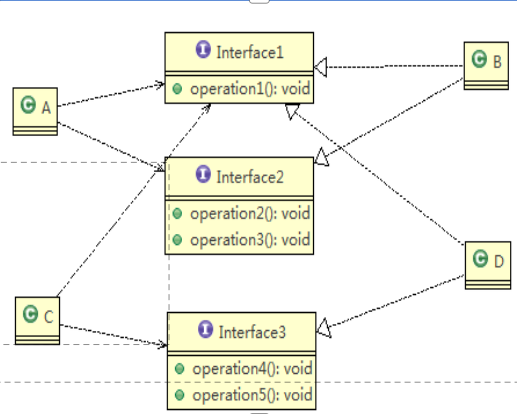 I Interface1
operation1(): void
C A
C B
I Interface2
operation2(): void
operation3(): void
C D
C C
I Interface3
operation4(): void
operation5(): void